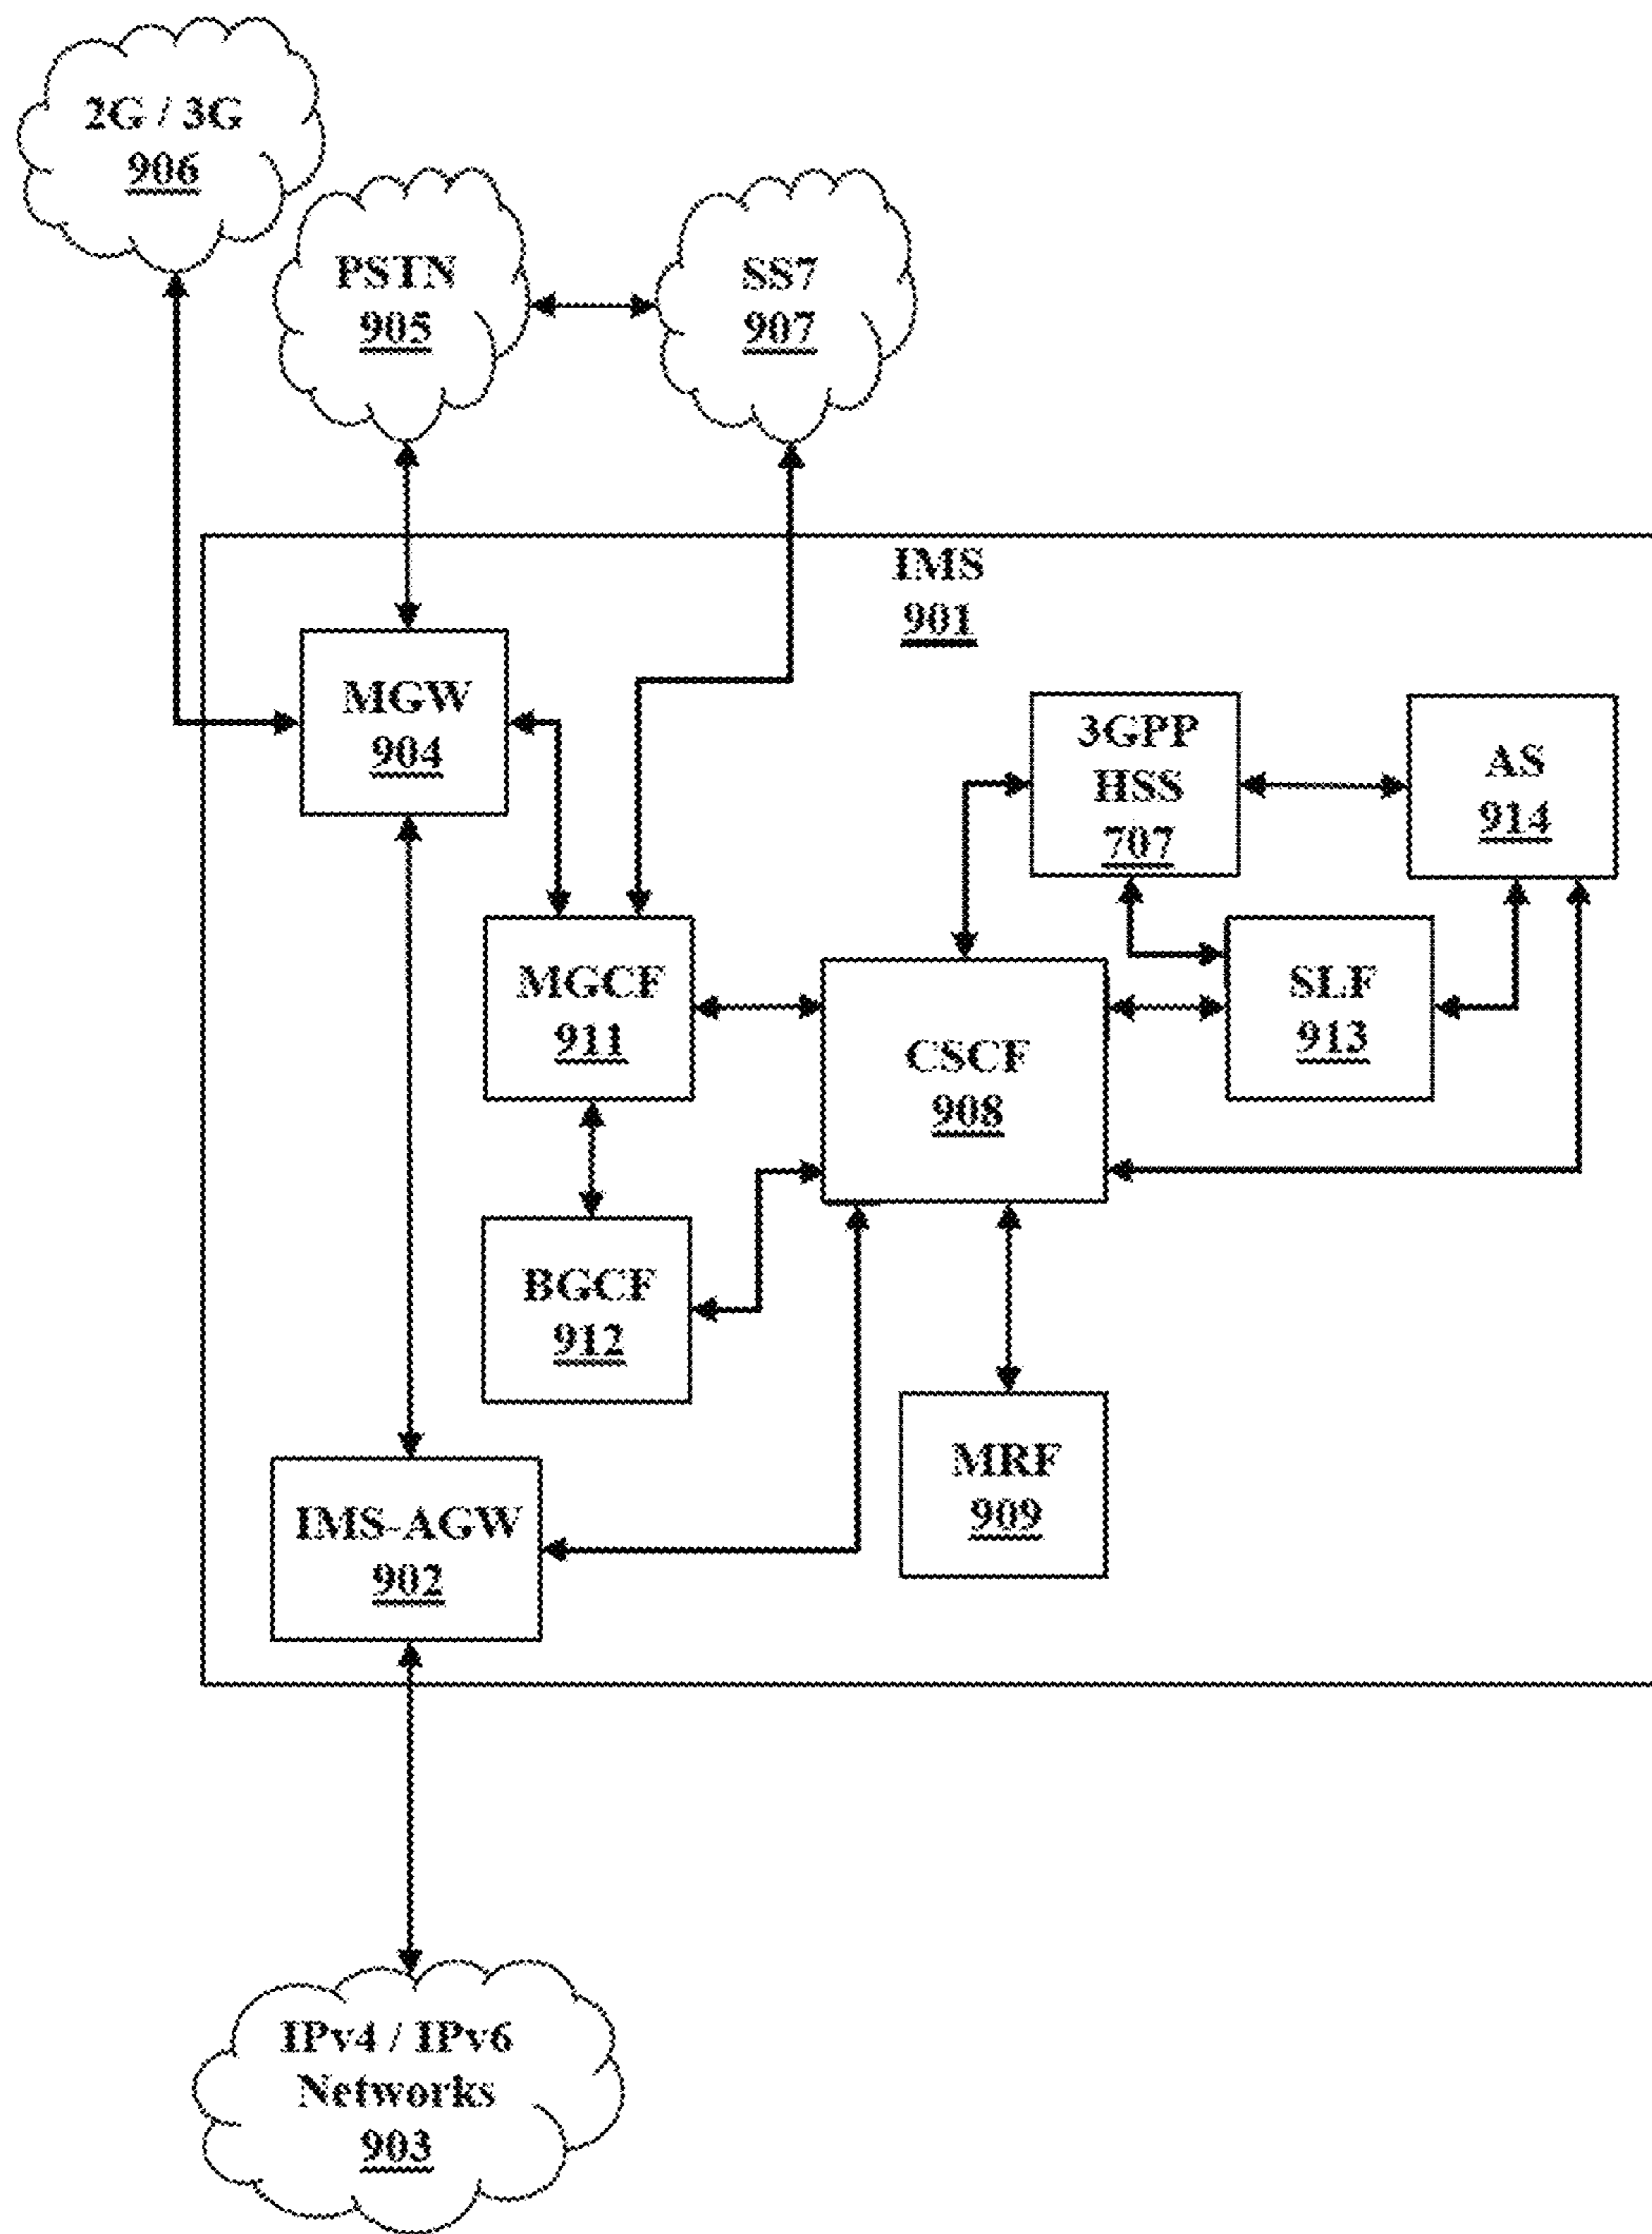 2G / 3G
906
PSTN
905
SS7
907
IMS
901
MGW
904
3GPP
HSS
707
AS
914
MGCF
911
SLF
913
CSCF
908
BGCF
912
MRF
909
IMS-AGW
902
IPv4 / IPv6
Networks
903